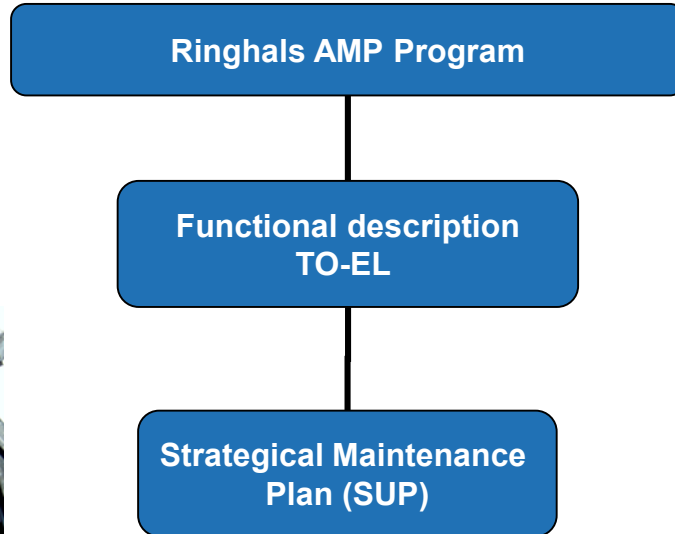 Ringhals AMP Program
Functional description
TO-EL
Strategical Maintenance
Plan (SUP)